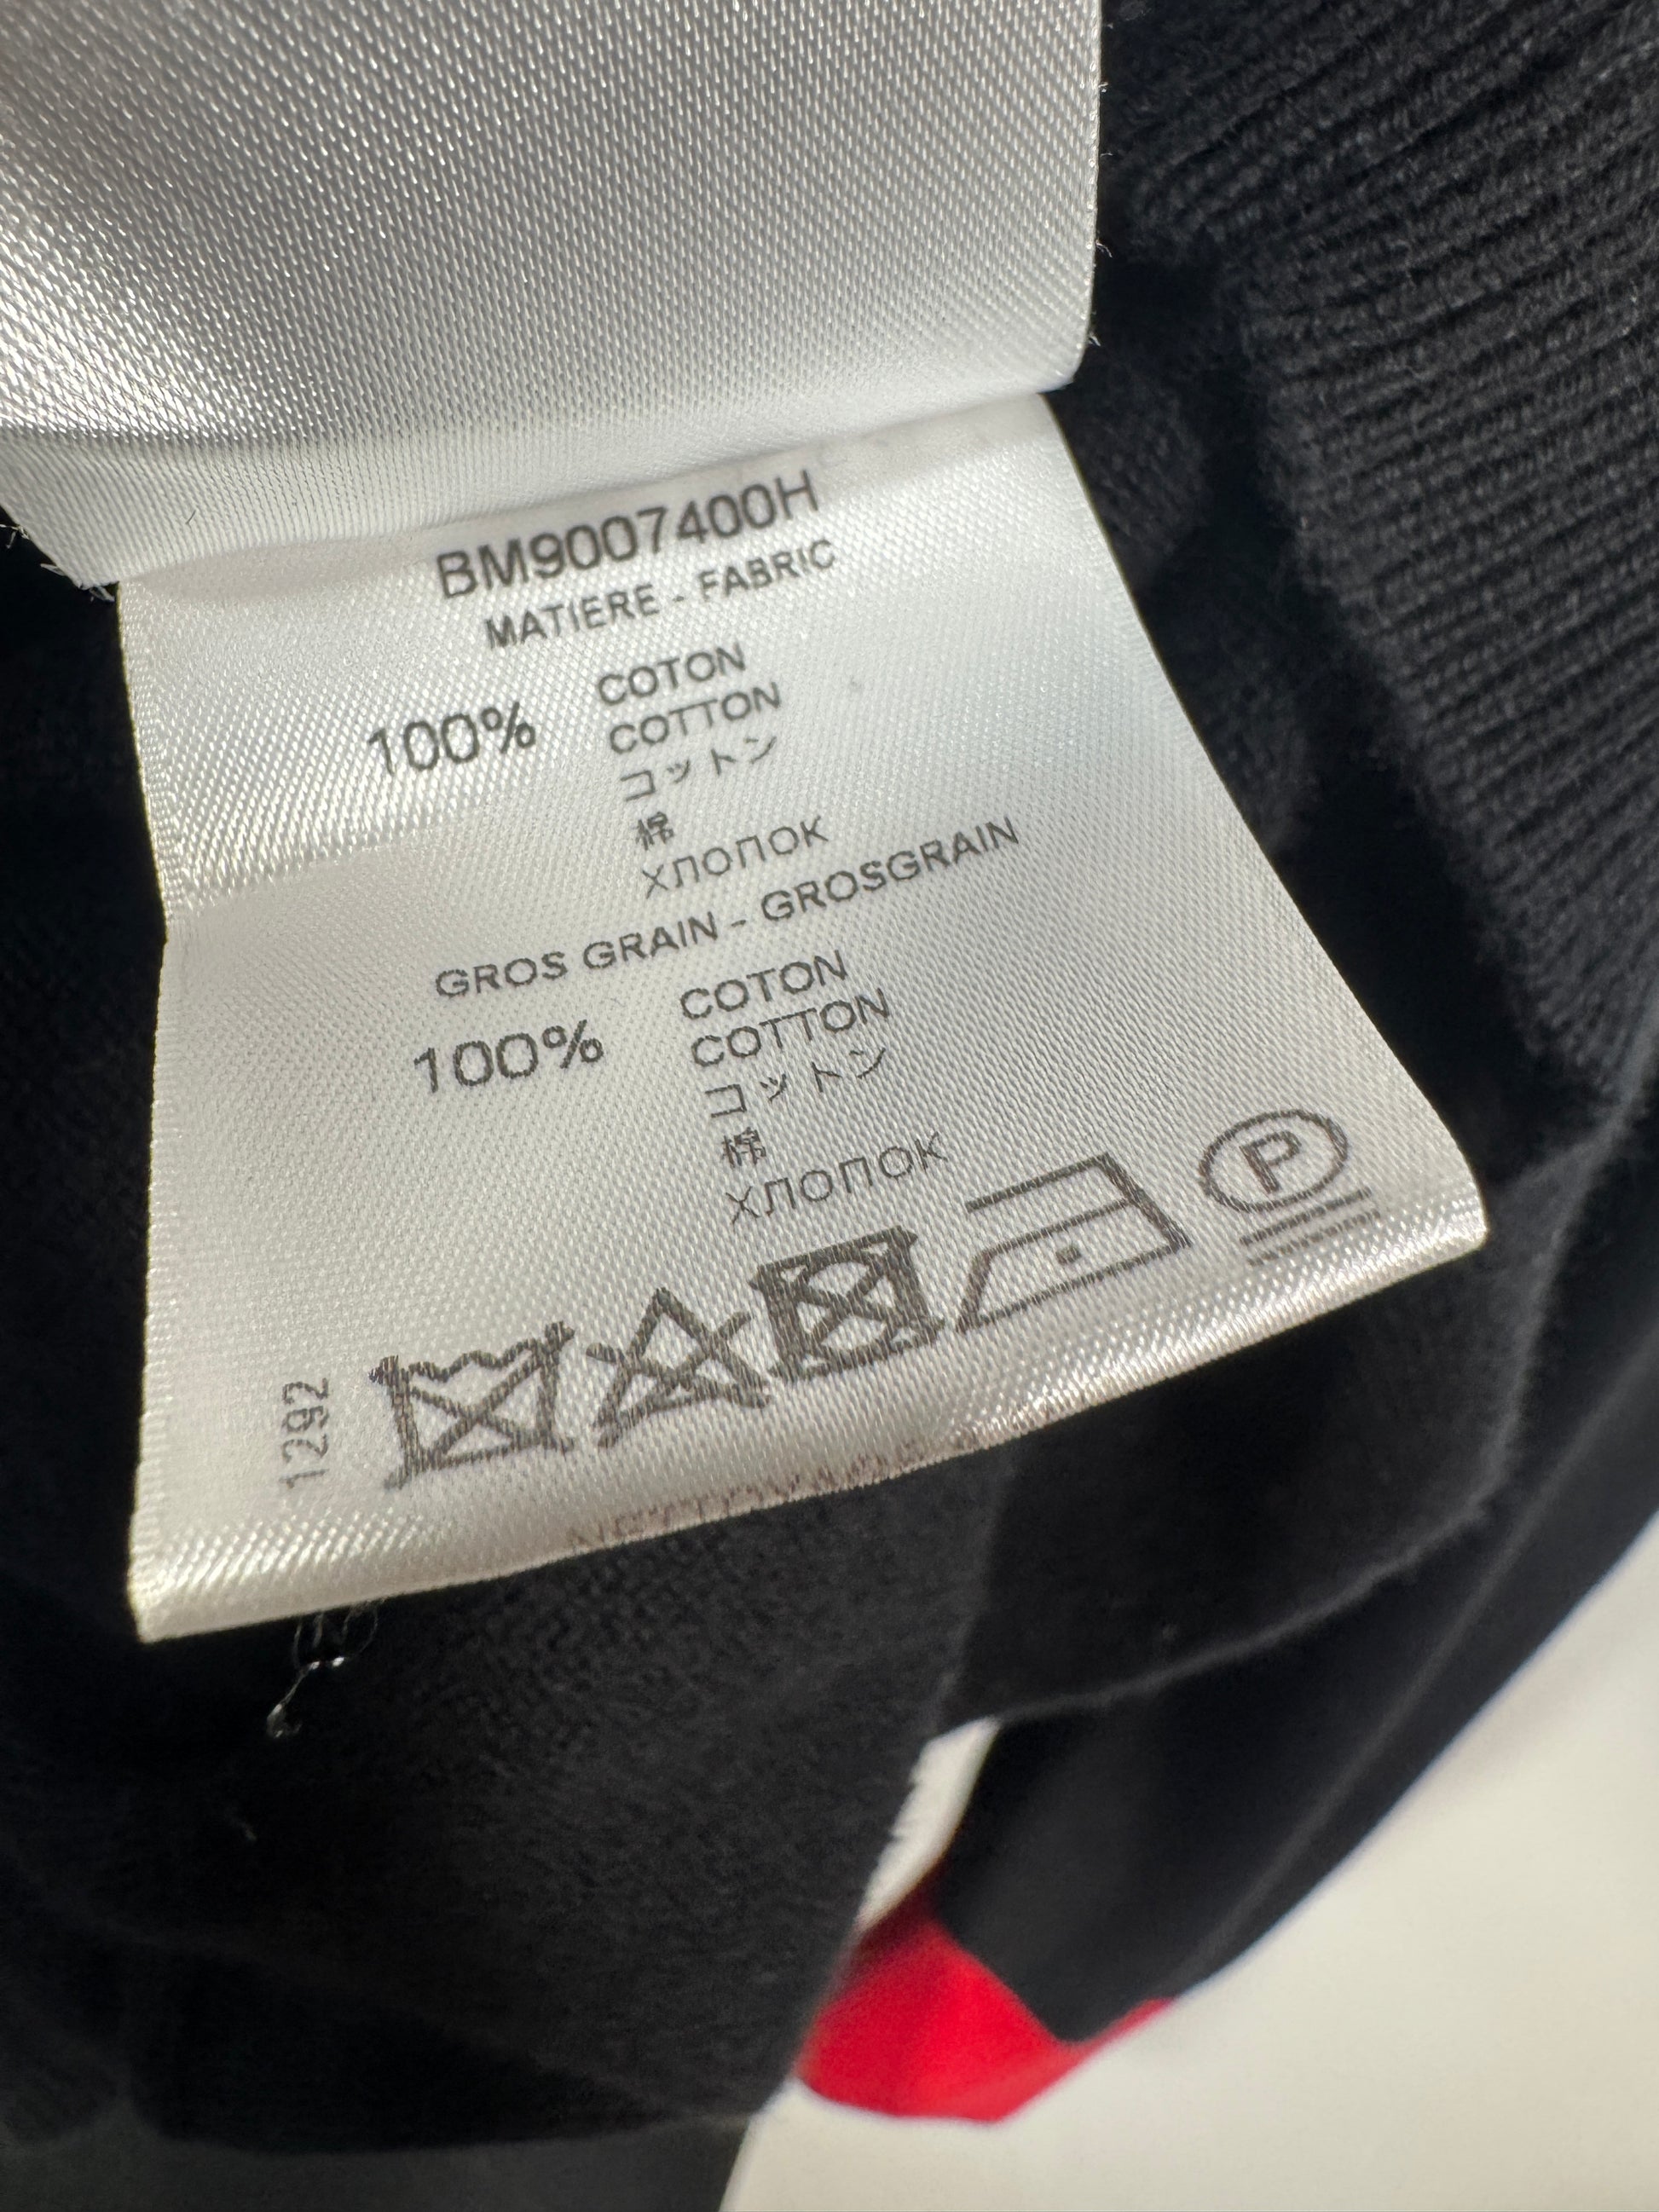 BM9007400H
MATIERE - FABRIC
100% COTON
COTTON
コットン
棉
ХЛОПОК
GROS GRAIN - GROSGRAIN
100% COTON
COTTON
コットン
棉
ХЛОПОК
P
1292